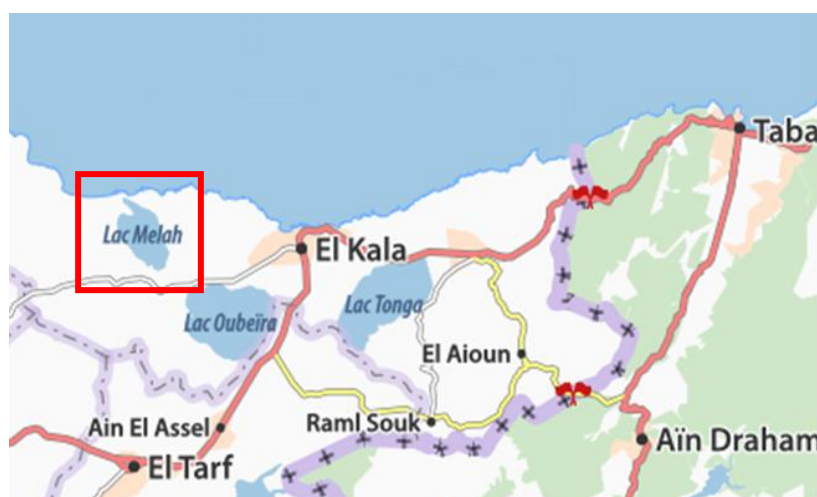 Taba
Lac Melah
El Kala
Lac Tonga
Lac Oubeïra
El Aioun
Raml Souk
Ain El Assel
Aïn Draham
El Tarf